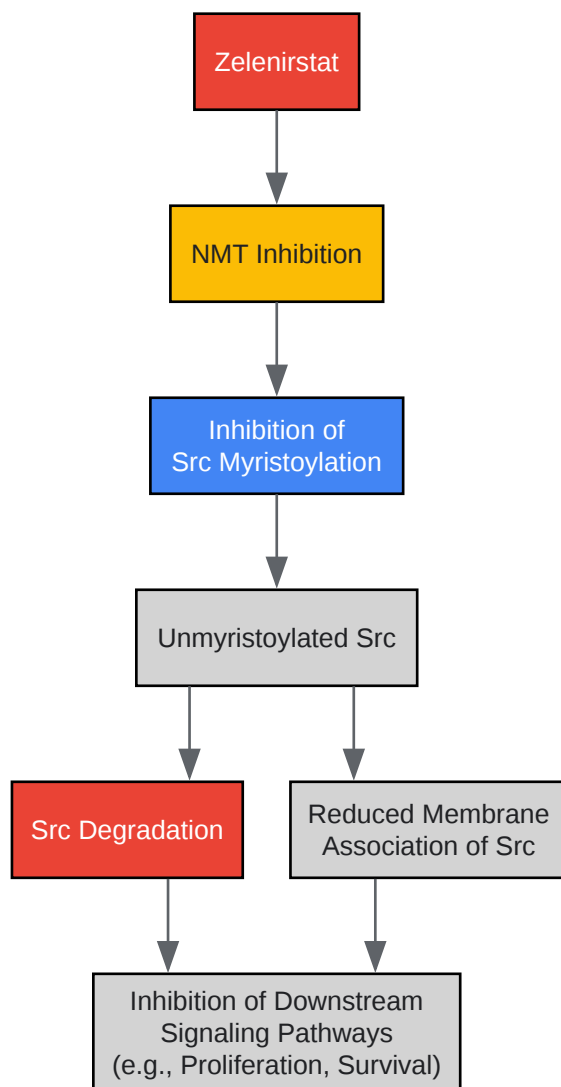 Zelenirstat
NMT Inhibition
Inhibition of
Src Myristoylation
Unmyristoylated Src
Src Degradation
Reduced Membrane
Association of Src
Inhibition of Downstream
Signaling Pathways
(e.g., Proliferation, Survival)